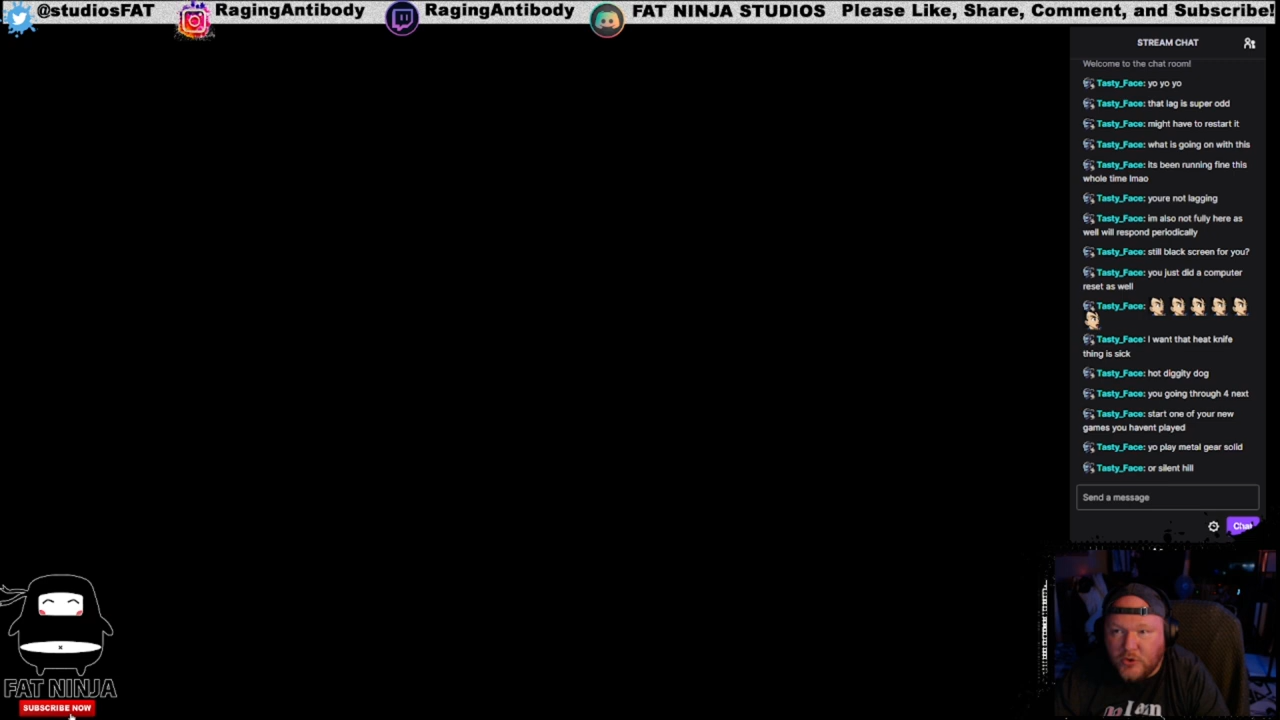 @studiosFAT
RagingAntibody
RagingAntibody
FAT NINJA STUDIOS
Please Like, Share, Comment, and Subscribe!
STREAM CHAT
Welcome to the chat room!
Tasty_Face: yo yo yo
Tasty_Face: that lag is super odd
Tasty_Face: might have to restart it
Tasty_Face: what is going on with this
Tasty_Face: Its been running fine this
whole time lmao
Tasty_Face: youre not lagging
Tasty_Face: im also not fully here as
well will respond periodically
Tasty_Face: still black screen for you?
Tasty_Face: you just did a computer
reset as well
Tasty_Face:
Tasty_Face: I want that heat knife
thing is sick
Tasty_Face: hot diggity dog
Tasty_Face: you going through 4 next
Tasty_Face: start one of your new
games you havent played
Tasty_Face: yo play metal gear solid
Tasty_Face: or silent hill
Send a message
Chat
I am
FAT NINJA
SUBSCRIBE NOW